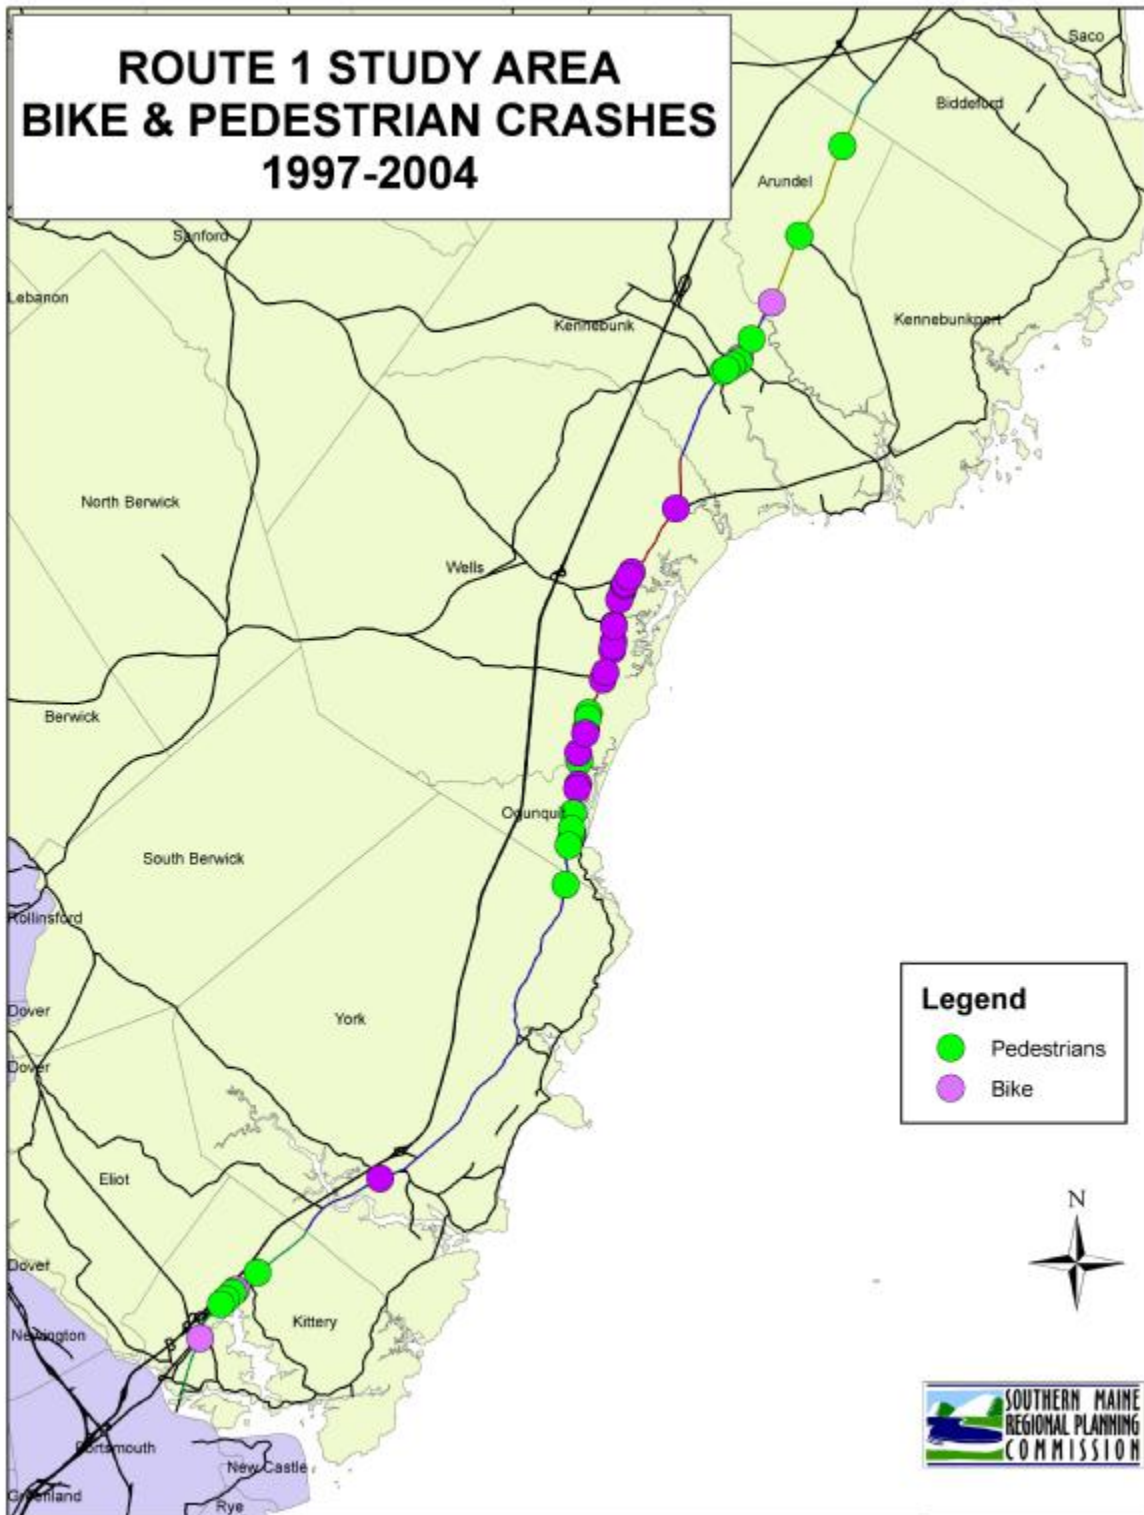 ROUTE 1 STUDY AREA
BIKE & PEDESTRIAN CRASHES
1997-2004
Saco
Biddeford
Arundel
Sanford
Lebanon
Kennebunk
Kennebunkport
North Berwick
Wells
Berwick
Ogunquit
South Berwick
Rollinsford
Dover
York
Dover
Eliot
Dover
Kittery
Newington
Portsmouth
New Castle
Greenland
Rye
Legend
Pedestrians
Bike
N
SOUTHERN MAINE
REGIONAL PLANNING
COMMISSION